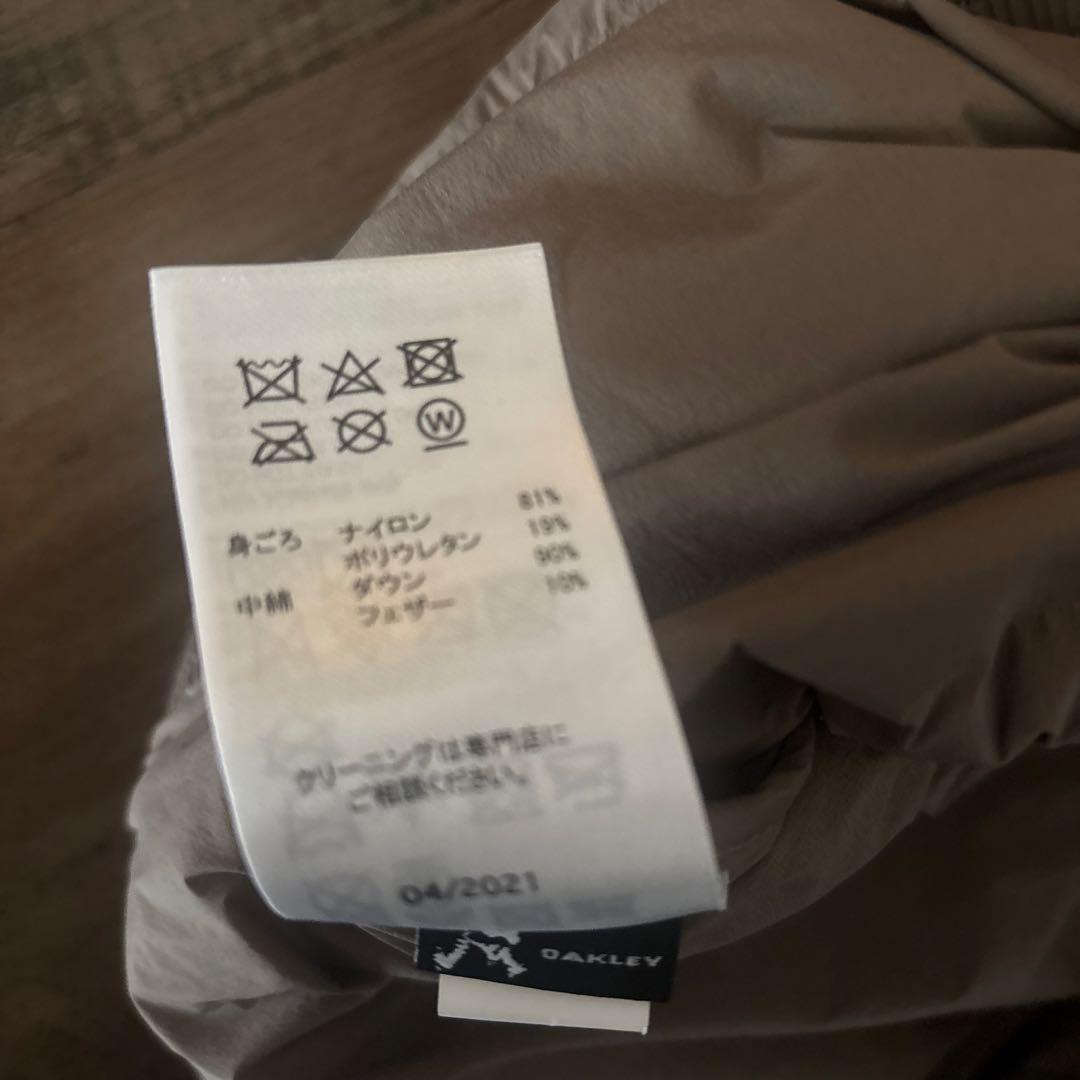 W
身ごろ ナイロン 81%
ポリウレタン 19%
中綿 ダウン 90%
フェザー 10%
クリーニングは専門店に
ご相談ください。
04/2021
OAKLEY